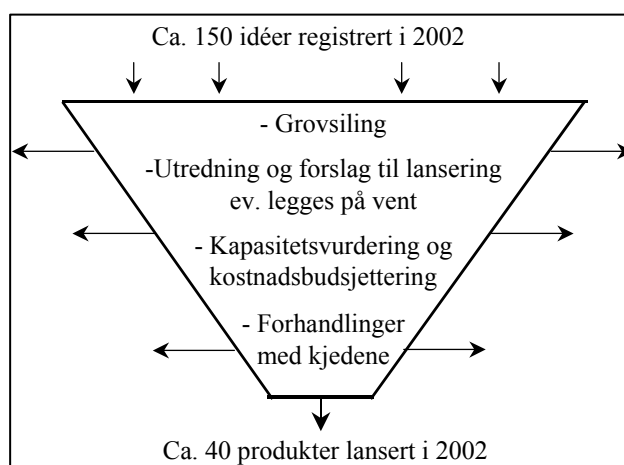 Ca. 150 idéer registrert i 2002
- Grovsiling
-Utredning og forslag til lansering
ev. legges på vent
- Kapasitetsvurdering og
kostnadsbudsjettering
- Forhandlinger
med kjedene
Ca. 40 produkter lansert i 2002